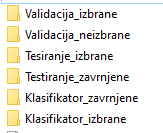 Validacija_izbrane
Validacija_neizbrane
Tesiranje_izbrane
Testiranje_zavrnjene
Klasifikator_zavrnjene
Klasifikator_izbrane